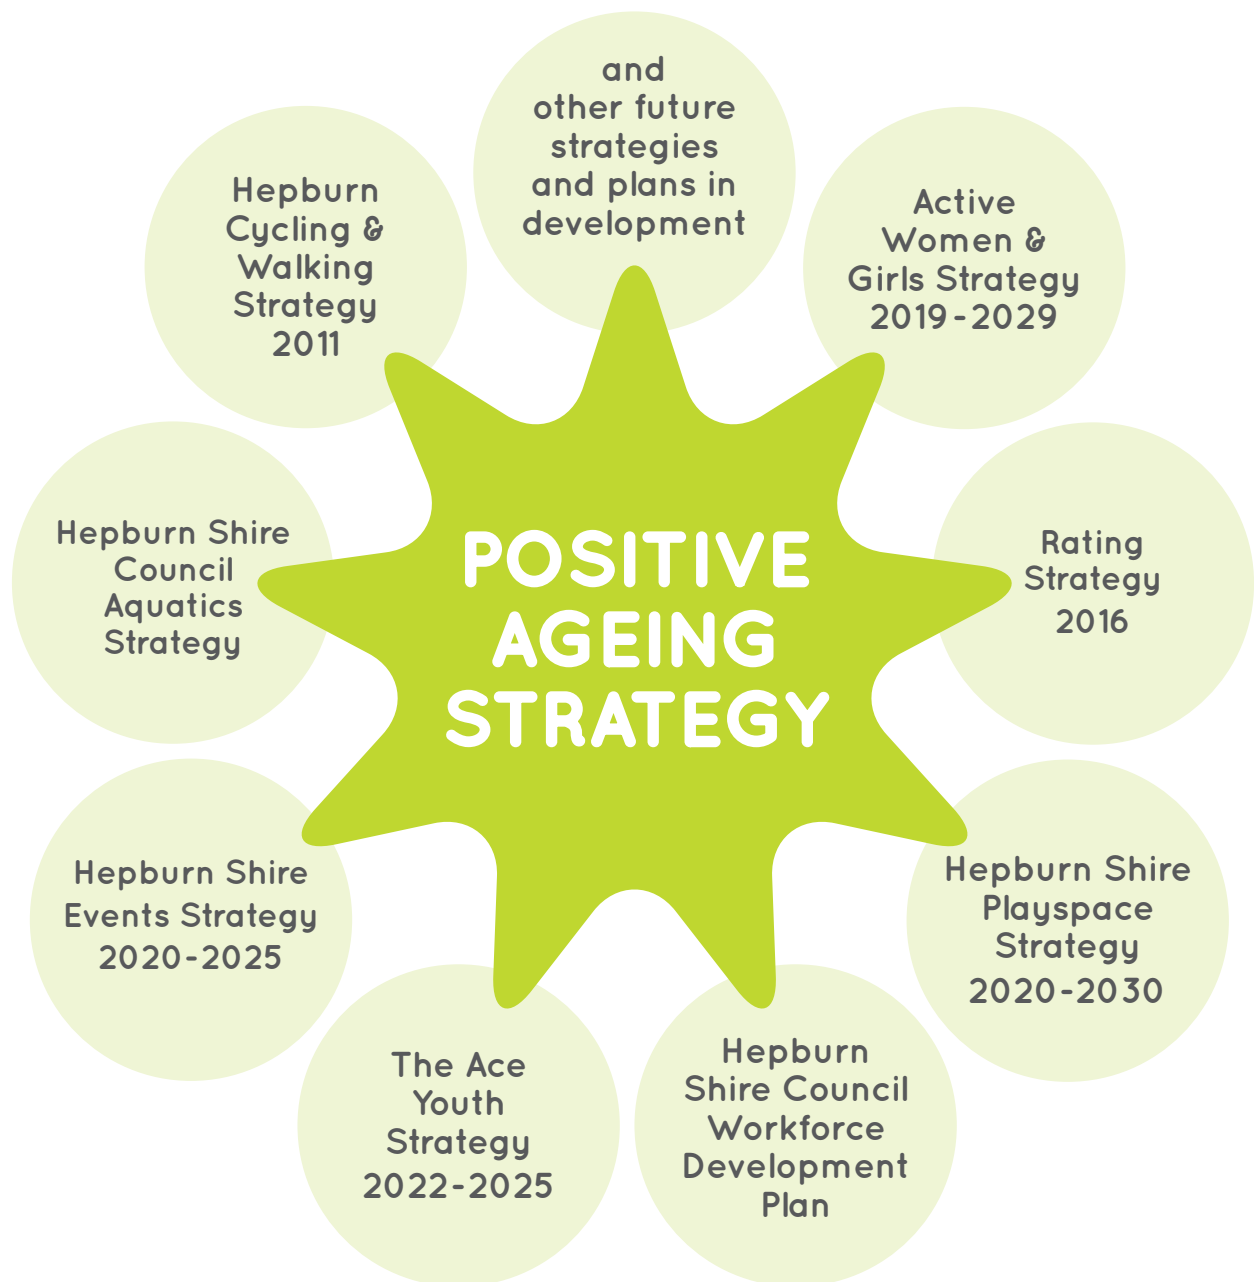 and
other future
strategies
and plans in
development
Active
Women &
Girls Strategy
2019-2029
Rating
Strategy
2016
Hepburn Shire
Playspace
Strategy
2020-2030
Hepburn
Shire Council
Workforce
Development
Plan
The Ace
Youth
Strategy
2022-2025
Hepburn Shire
Events Strategy
2020-2025
Hepburn Shire
Council
Aquatics
Strategy
Hepburn
Cycling &
Walking
Strategy
2011
POSITIVE
AGEING
STRATEGY